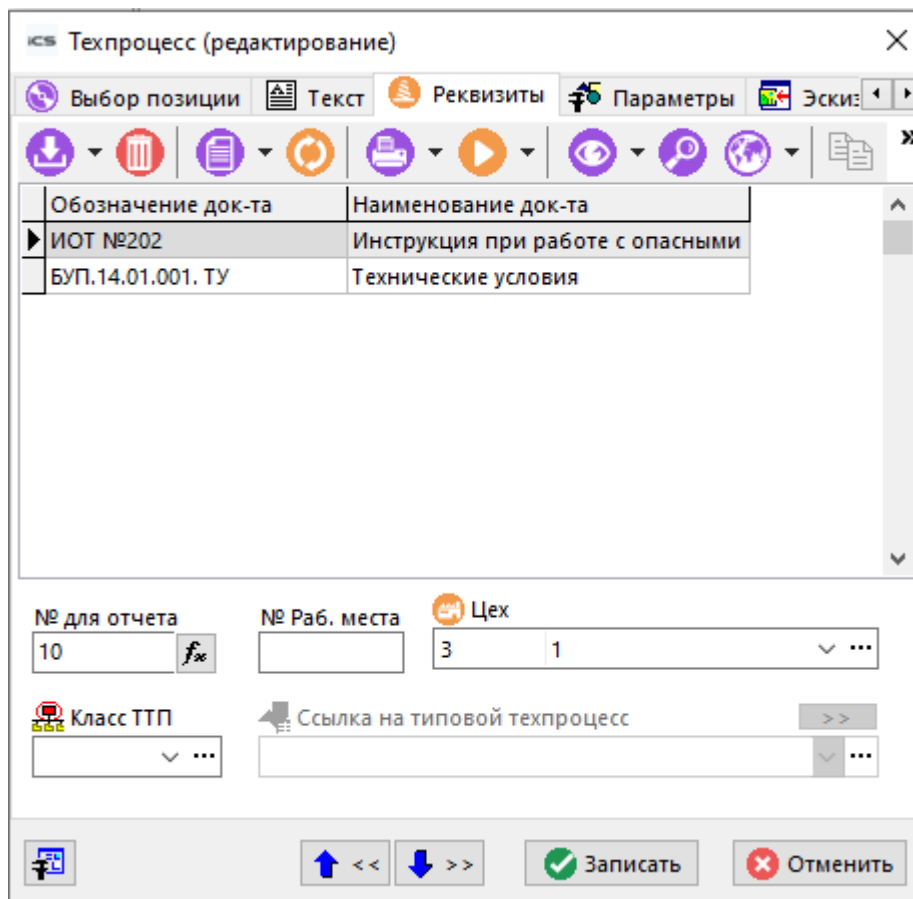 iCS Техпроцесс (редактирование)
Выбор позиции Текст Реквизиты Параметры Эскиз
Обозначение док-та Наименование док-та
ИОТ №202 Инструкция при работе с опасными
БУП.14.01.001. ТУ Технические условия
№ для отчета № Раб. места Цех
10 fx 3 1
Класс ТТП Ссылка на типовой техпроцесс >>
<< >> Записать Отменить